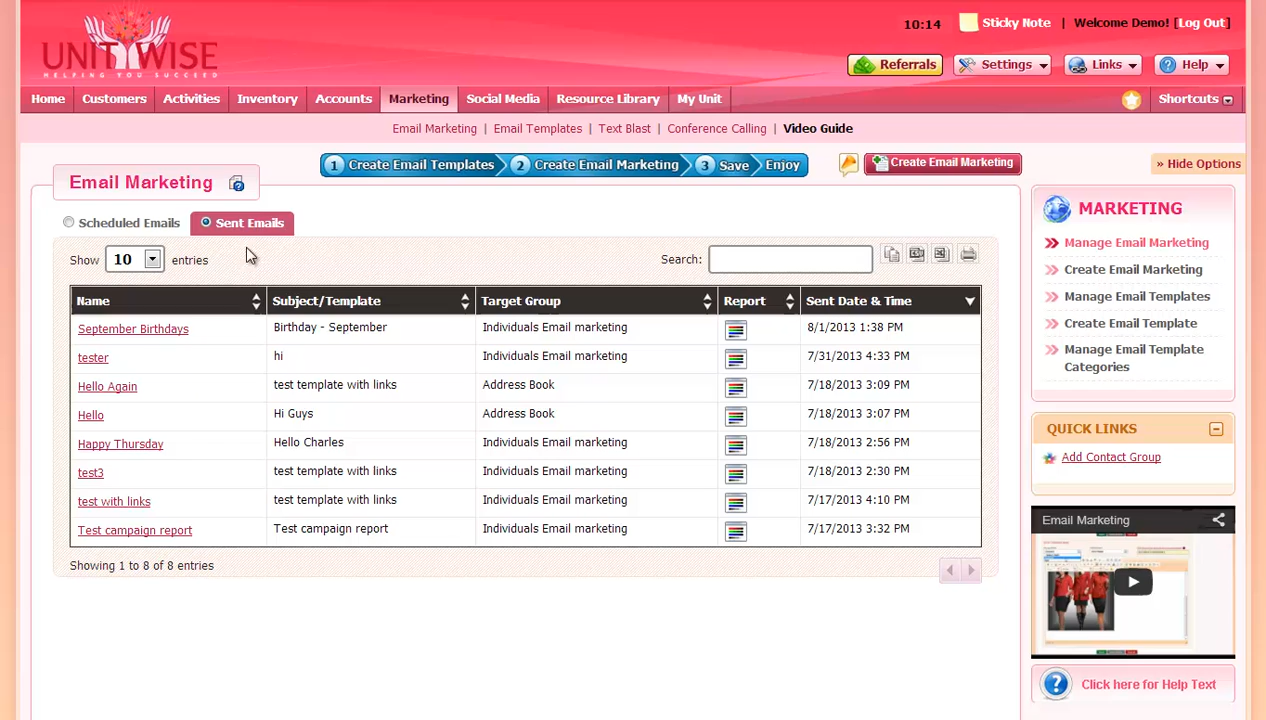 10:14 Sticky Note | Welcome Demo! [Log Out]
UNITWISE
HELPING YOU SUCCEED
Referrals Settings Links Help
Home Customers Activities Inventory Accounts Marketing Social Media Resource Library My Unit Shortcuts
Email Marketing | Email Templates | Text Blast | Conference Calling | Video Guide
1 Create Email Templates 2 Create Email Marketing 3 Save Enjoy Create Email Marketing » Hide Options
Email Marketing
Scheduled Emails Sent Emails
Show 10 entries Search:
Name Subject/Template Target Group Report Sent Date & Time
September Birthdays Birthday - September Individuals Email marketing 8/1/2013 1:38 PM
tester hi Individuals Email marketing 7/31/2013 4:33 PM
Hello Again test template with links Address Book 7/18/2013 3:09 PM
Hello Hi Guys Address Book 7/18/2013 3:07 PM
Happy Thursday Hello Charles Individuals Email marketing 7/18/2013 2:56 PM
test3 test template with links Individuals Email marketing 7/18/2013 2:30 PM
test with links test template with links Individuals Email marketing 7/17/2013 4:10 PM
Test campaign report Test campaign report Individuals Email marketing 7/17/2013 3:32 PM
Showing 1 to 8 of 8 entries
MARKETING
Manage Email Marketing
Create Email Marketing
Manage Email Templates
Create Email Template
Manage Email Template
Categories
QUICK LINKS
Add Contact Group
Email Marketing
Click here for Help Text